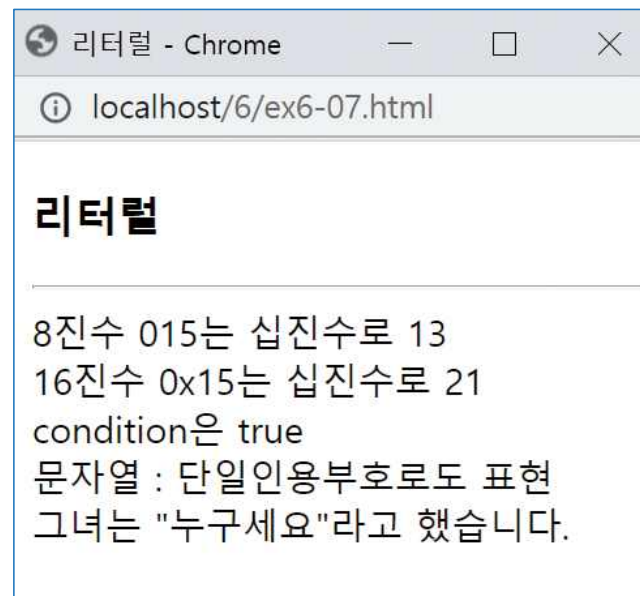 리터럴 - Chrome
localhost/6/ex6-07.html
리터럴
8진수 015는 십진수로 13
16진수 0x15는 십진수로 21
condition은 true
문자열 : 단일인용부호로도 표현
그녀는 "누구세요"라고 했습니다.